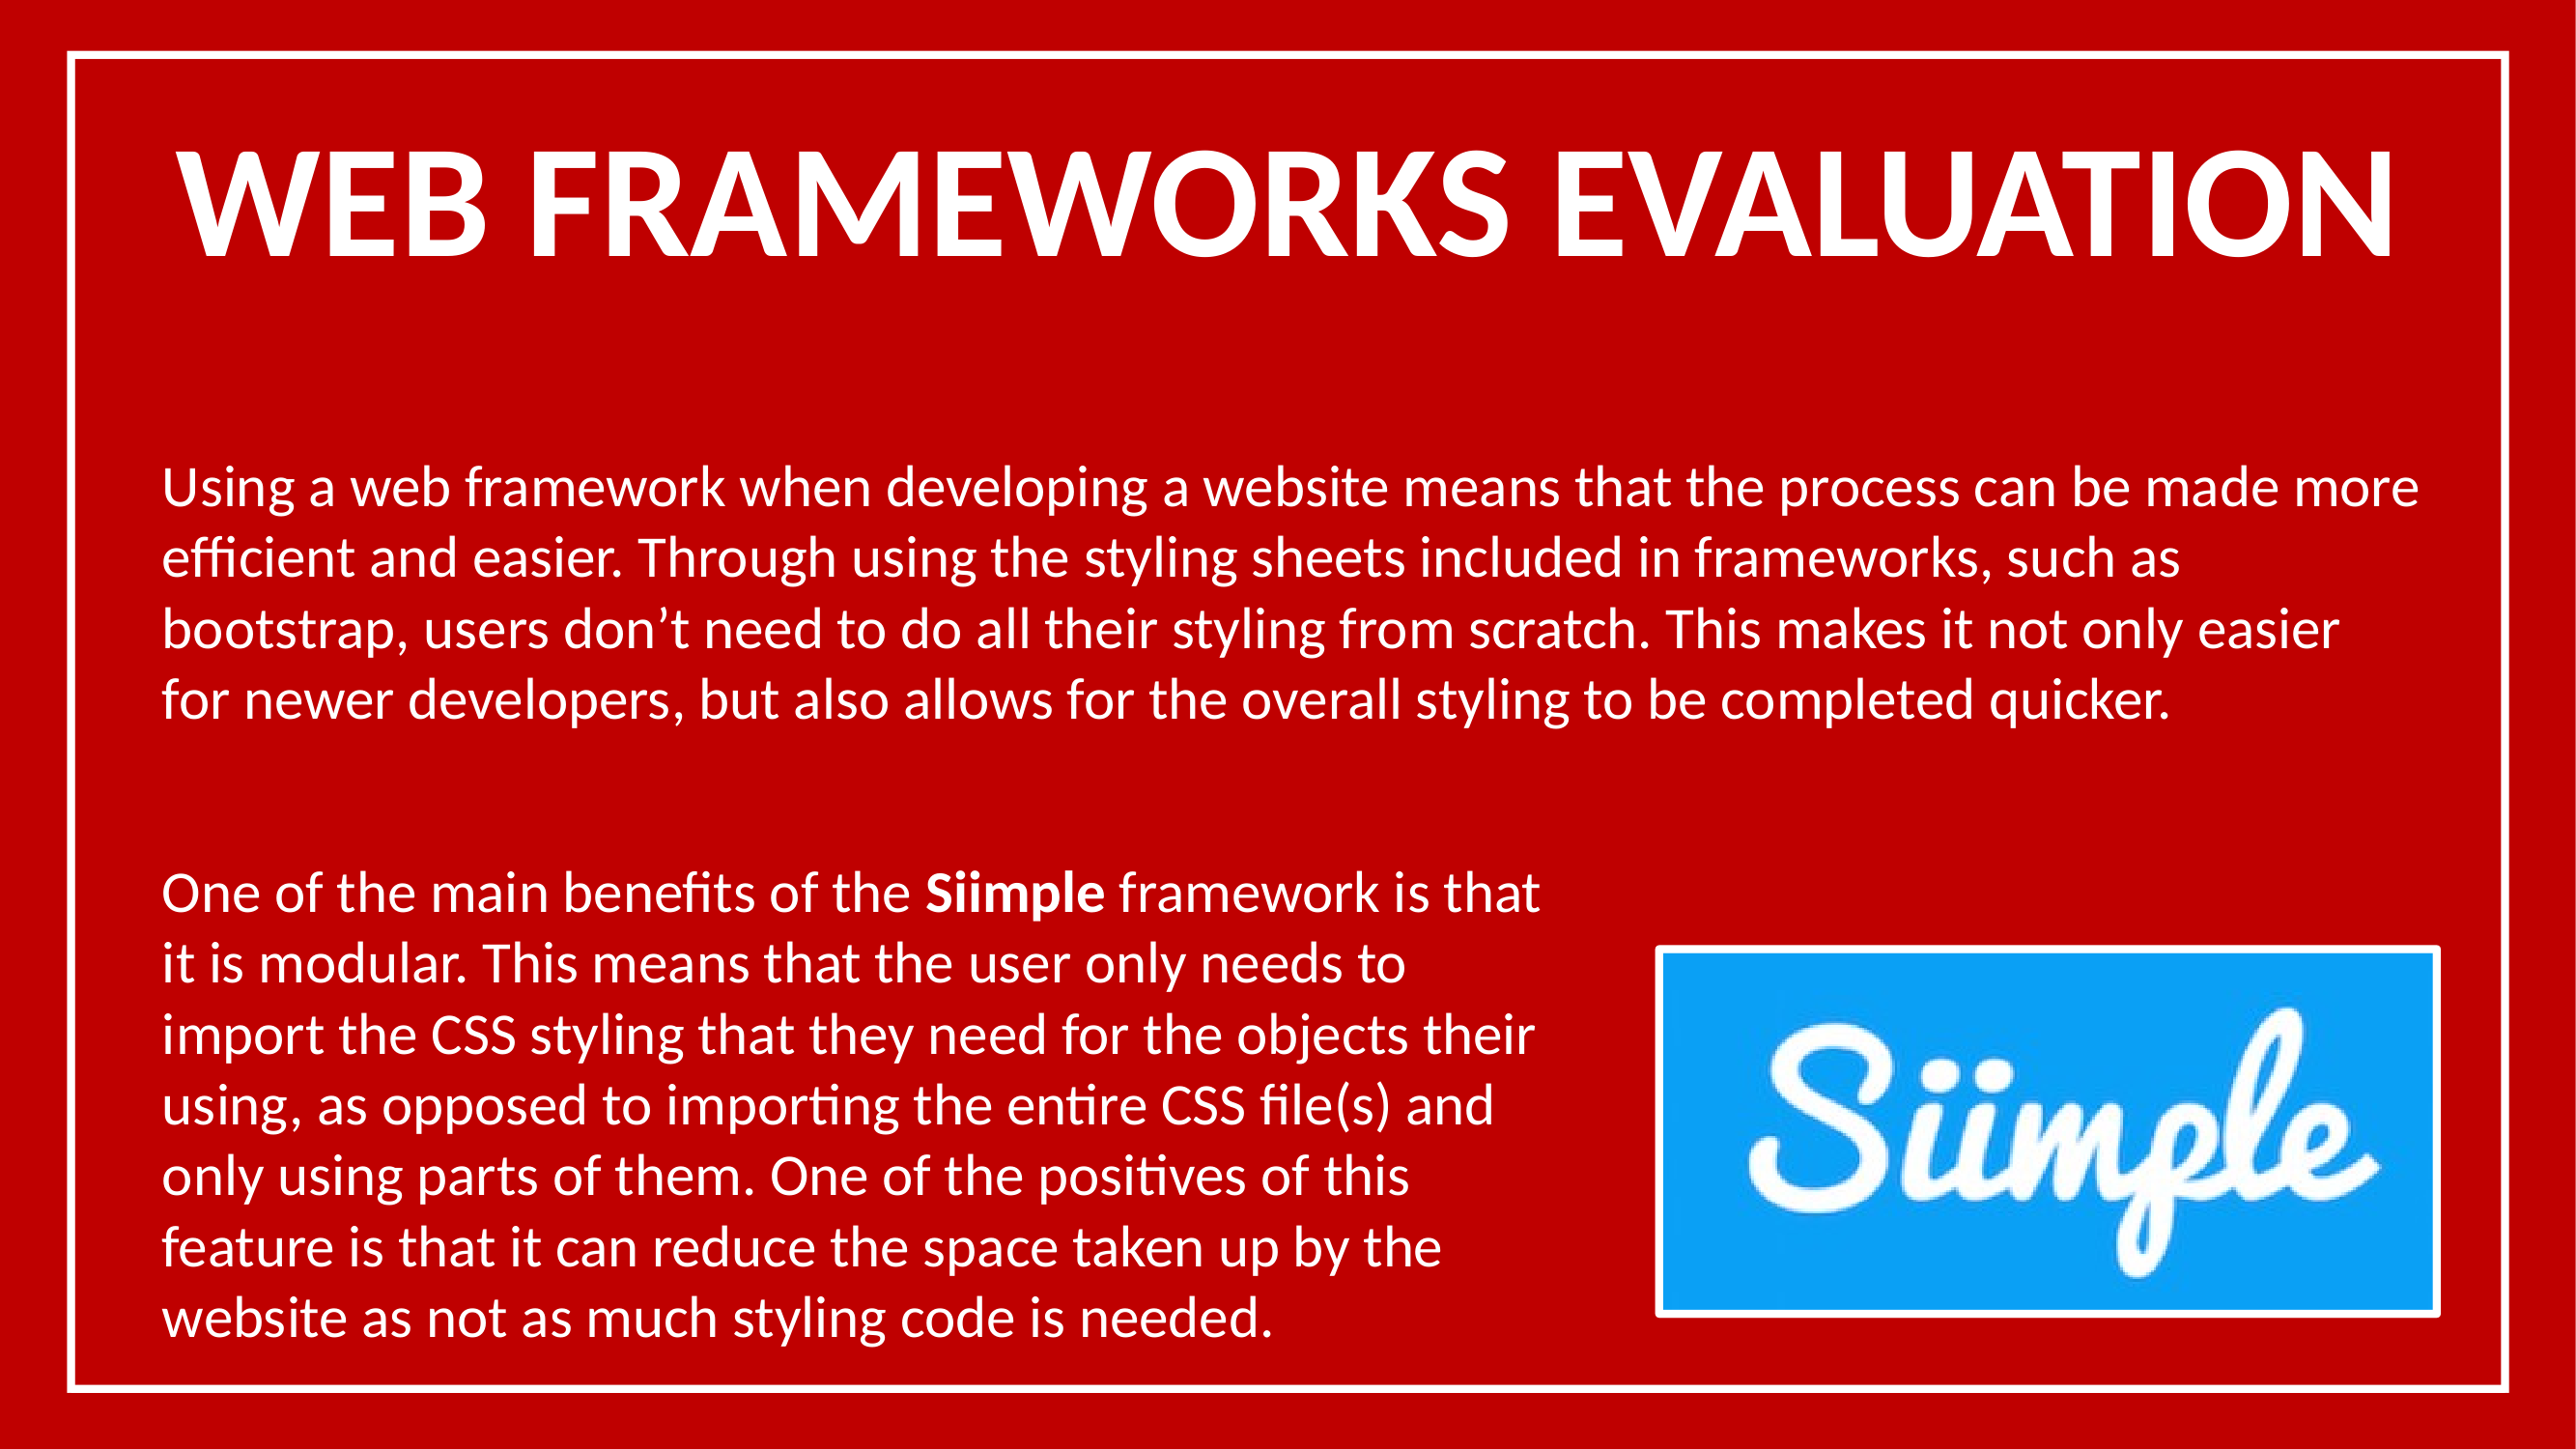 WEB FRAMEWORKS EVALUATION
Using a web framework when developing a website means that the process can be made more
efficient and easier. Through using the styling sheets included in frameworks, such as
bootstrap, users don’t need to do all their styling from scratch. This makes it not only easier
for newer developers, but also allows for the overall styling to be completed quicker.
One of the main benefits of the Siimple framework is that
it is modular. This means that the user only needs to
import the CSS styling that they need for the objects their
using, as opposed to importing the entire CSS file(s) and
only using parts of them. One of the positives of this
feature is that it can reduce the space taken up by the
website as not as much styling code is needed.
Siimple